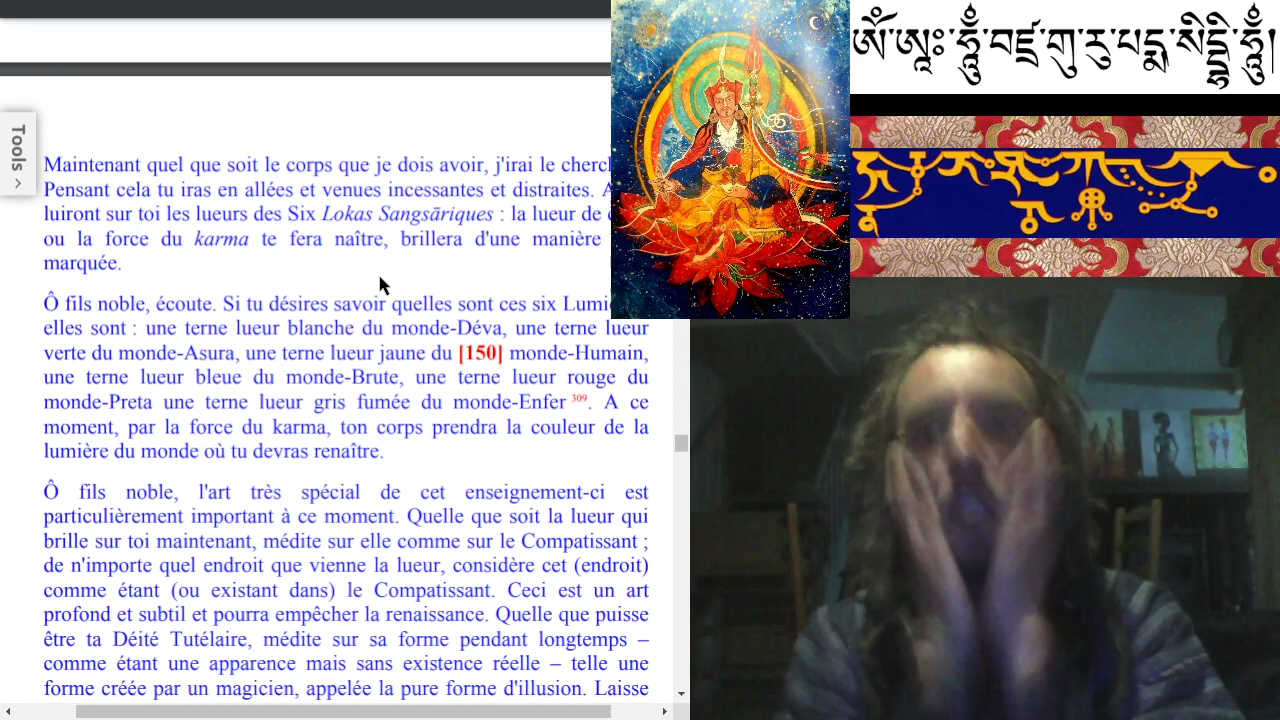 Tools
ༀ་ཨཱཿ་ཧཱུྃ་བཛྲ་གུ་རུ་པདྨ་སིདྡྷི་ཧཱུྃ།
Maintenant quel que soit le corps que je dois avoir, j'irai le
Pensant cela tu iras en allées et venues incessantes et distraites.
luiront sur toi les lueurs des Six Lokas Sangsāriques : la lueur de
ou la force du karma te fera naître, brillera d'une manière
marquée.
Ô fils noble, écoute. Si tu désires savoir quelles sont ces six
elles sont : une terne lueur blanche du monde-Déva, une terne lueur
verte du monde-Asura, une terne lueur jaune du [150] monde-Humain,
une terne lueur bleue du monde-Brute, une terne lueur rouge du
monde-Preta une terne lueur gris fumée du monde-Enfer 309. A ce
moment, par la force du karma, ton corps prendra la couleur de la
lumière du monde où tu devras renaître.
Ô fils noble, l'art très spécial de cet enseignement-ci est
particulièrement important à ce moment. Quelle que soit la lueur qui
brille sur toi maintenant, médite sur elle comme sur le Compatissant ;
de n'importe quel endroit que vienne la lueur, considère cet (endroit)
comme étant (ou existant dans) le Compatissant. Ceci est un art
profond et subtil et pourra empêcher la renaissance. Quelle que puisse
être ta Déité Tutélaire, médite sur sa forme pendant longtemps –
comme étant une apparence mais sans existence réelle – telle une
forme créée par un magicien, appelée la pure forme d'illusion. Laisse